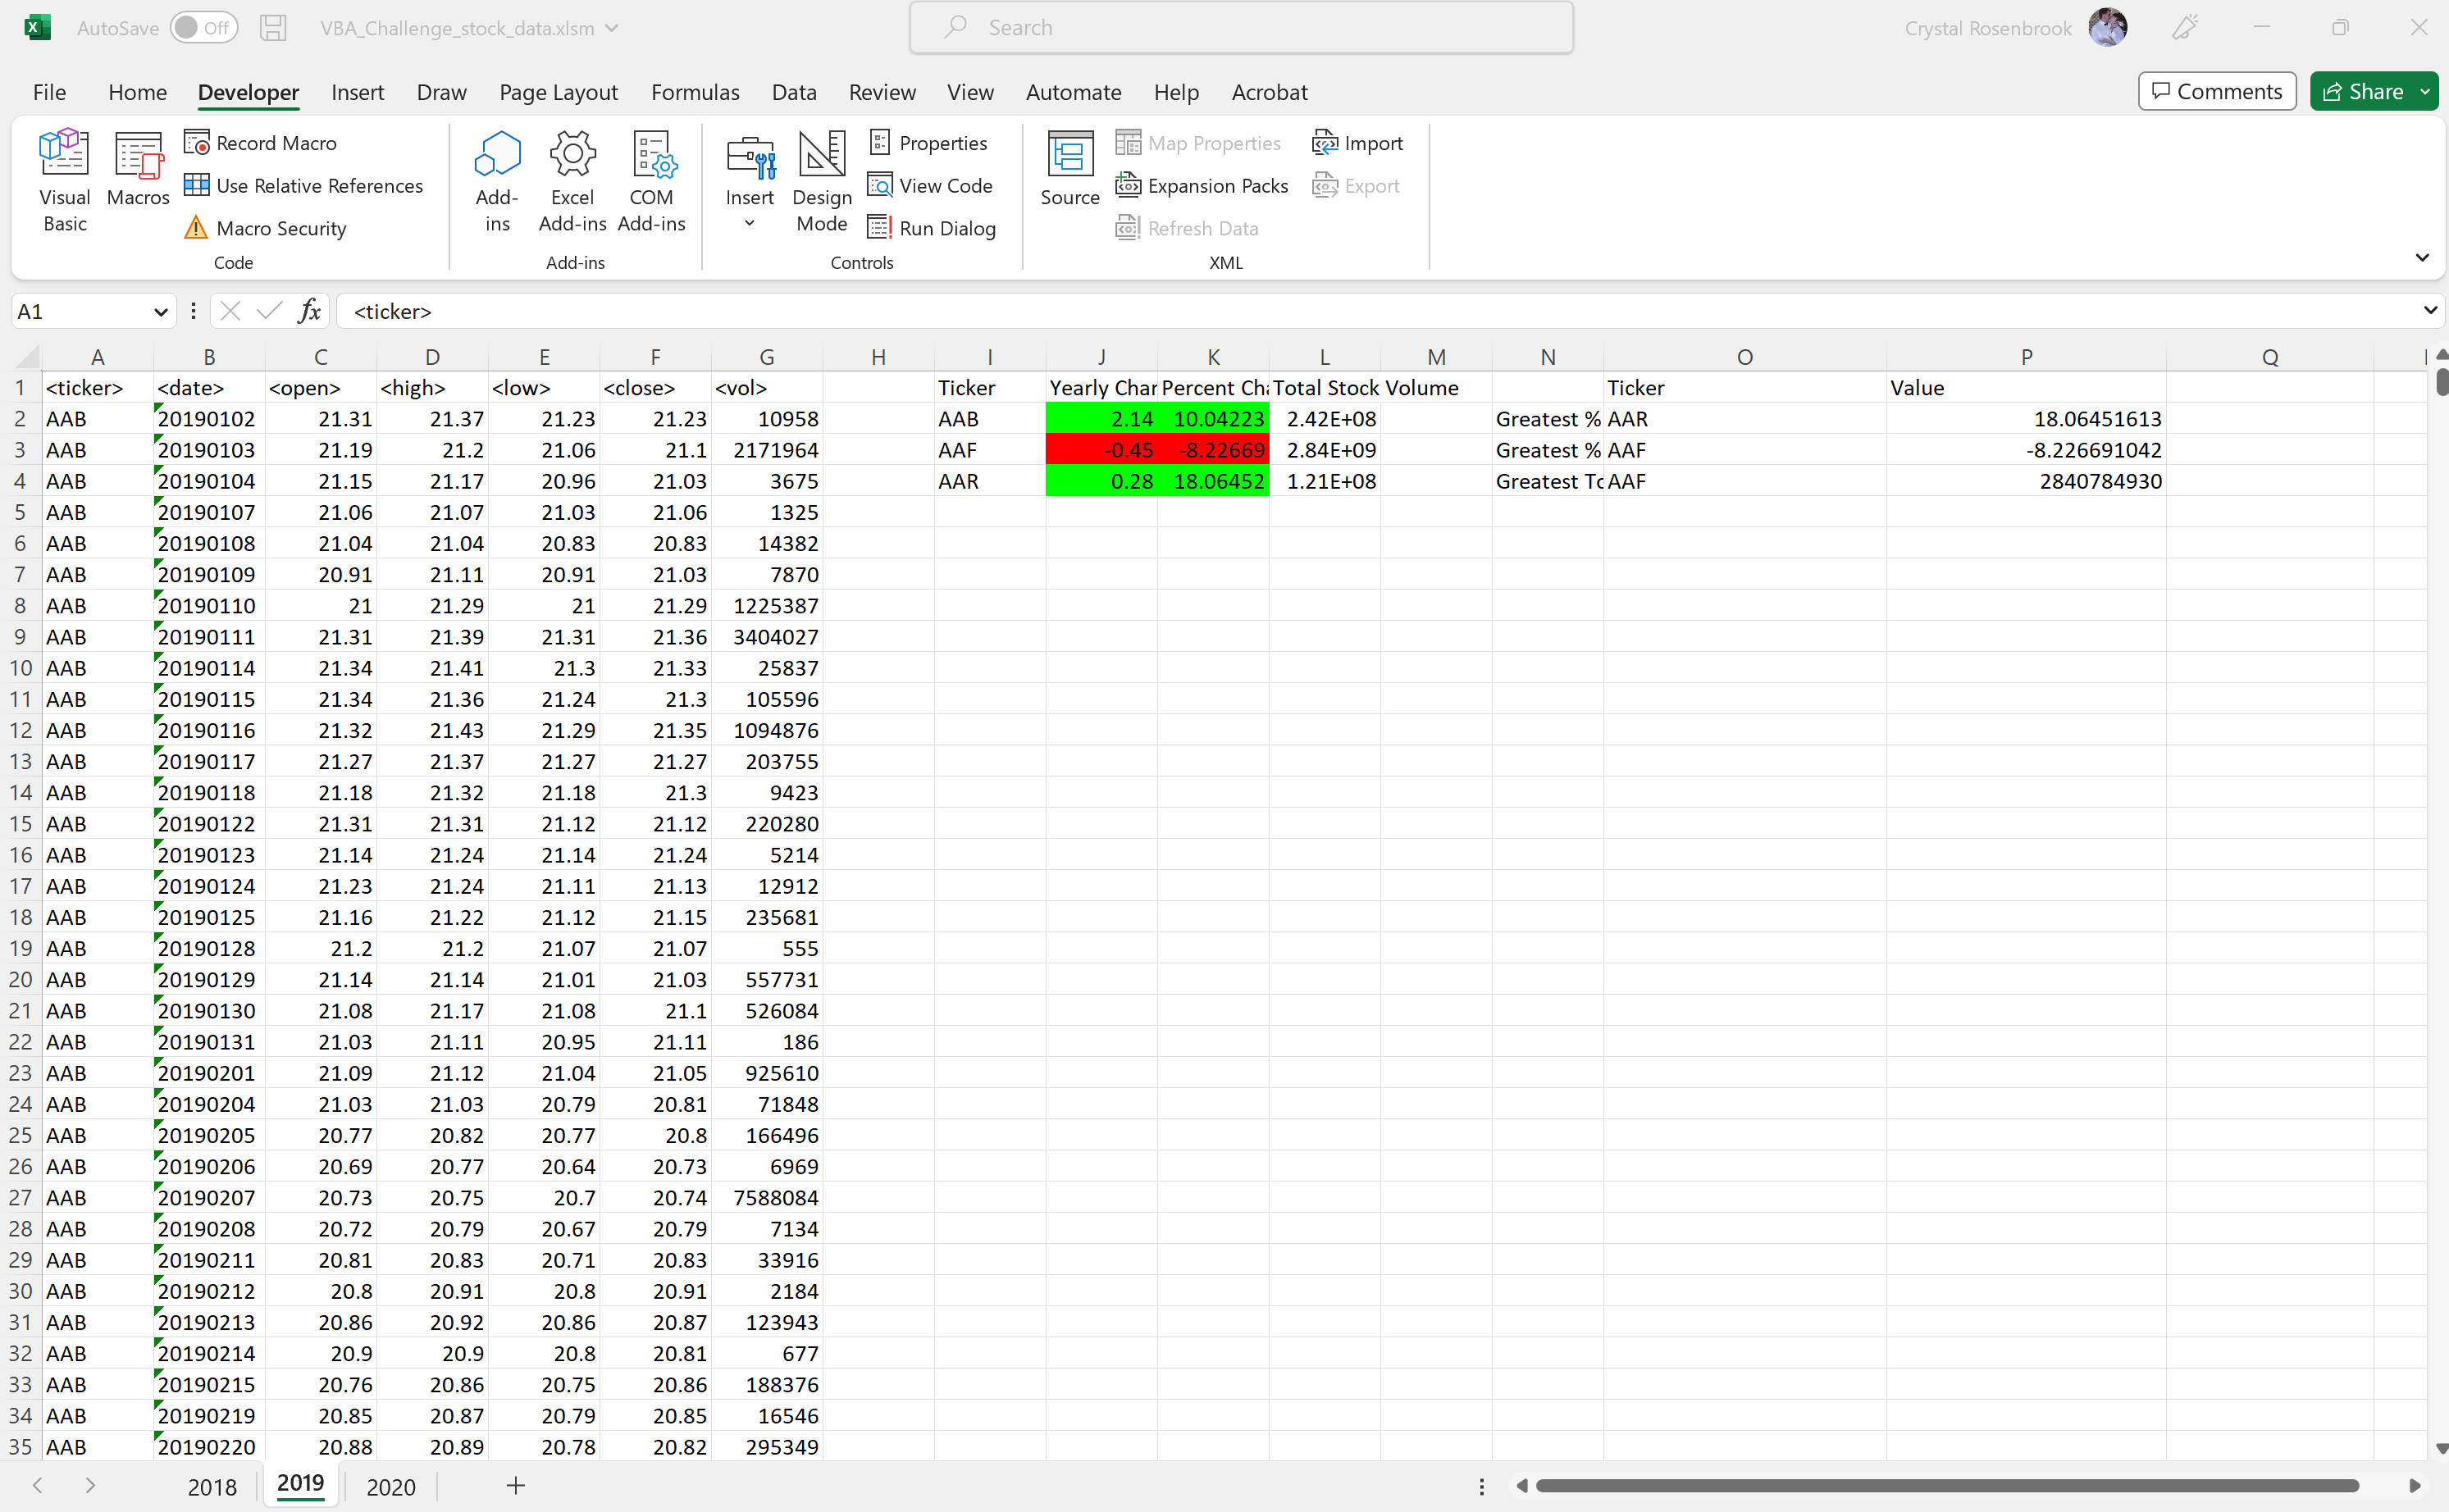 AutoSave Off VBA_Challenge_stock_data.xlsm Search Crystal Rosenbrook
File Home Developer Insert Draw Page Layout Formulas Data Review View Automate Help Acrobat Comments Share
Visual Basic Macros Record Macro Use Relative References Macro Security Code
Add-ins Excel Add-ins COM Add-ins Add-ins
Insert Design Mode Properties View Code Run Dialog Controls
Source Map Properties Expansion Packs Refresh Data Import Export XML
A1 fx <ticker>
A B C D E F G H I J K L M N O P Q
1 <ticker> <date> <open> <high> <low> <close> <vol> Ticker Yearly Char Percent Cha Total Stock Volume Ticker Value
2 AAB 20190102 21.31 21.37 21.23 21.23 10958 AAB 2.14 10.04223 2.42E+08 Greatest % AAR 18.06451613
3 AAB 20190103 21.19 21.2 21.06 21.1 2171964 AAF -0.45 -8.22669 2.84E+09 Greatest % AAF -8.226691042
4 AAB 20190104 21.15 21.17 20.96 21.03 3675 AAR 0.28 18.06452 1.21E+08 Greatest To AAF 2840784930
5 AAB 20190107 21.06 21.07 21.03 21.06 1325
6 AAB 20190108 21.04 21.04 20.83 20.83 14382
7 AAB 20190109 20.91 21.11 20.91 21.03 7870
8 AAB 20190110 21 21.29 21 21.29 1225387
9 AAB 20190111 21.31 21.39 21.31 21.36 3404027
10 AAB 20190114 21.34 21.41 21.3 21.33 25837
11 AAB 20190115 21.34 21.36 21.24 21.3 105596
12 AAB 20190116 21.32 21.43 21.29 21.35 1094876
13 AAB 20190117 21.27 21.37 21.27 21.27 203755
14 AAB 20190118 21.18 21.32 21.18 21.3 9423
15 AAB 20190122 21.31 21.31 21.12 21.12 220280
16 AAB 20190123 21.14 21.24 21.14 21.24 5214
17 AAB 20190124 21.23 21.24 21.11 21.13 12912
18 AAB 20190125 21.16 21.22 21.12 21.15 235681
19 AAB 20190128 21.2 21.2 21.07 21.07 555
20 AAB 20190129 21.14 21.14 21.01 21.03 557731
21 AAB 20190130 21.08 21.17 21.08 21.1 526084
22 AAB 20190131 21.03 21.11 20.95 21.11 186
23 AAB 20190201 21.09 21.12 21.04 21.05 925610
24 AAB 20190204 21.03 21.03 20.79 20.81 71848
25 AAB 20190205 20.77 20.82 20.77 20.8 166496
26 AAB 20190206 20.69 20.77 20.64 20.73 6969
27 AAB 20190207 20.73 20.75 20.7 20.74 7588084
28 AAB 20190208 20.72 20.79 20.67 20.79 7134
29 AAB 20190211 20.81 20.83 20.71 20.83 33916
30 AAB 20190212 20.8 20.91 20.8 20.91 2184
31 AAB 20190213 20.86 20.92 20.86 20.87 123943
32 AAB 20190214 20.9 20.9 20.8 20.81 677
33 AAB 20190215 20.76 20.86 20.75 20.86 188376
34 AAB 20190219 20.85 20.87 20.79 20.85 16546
35 AAB 20190220 20.88 20.89 20.78 20.82 295349
2018 2019 2020